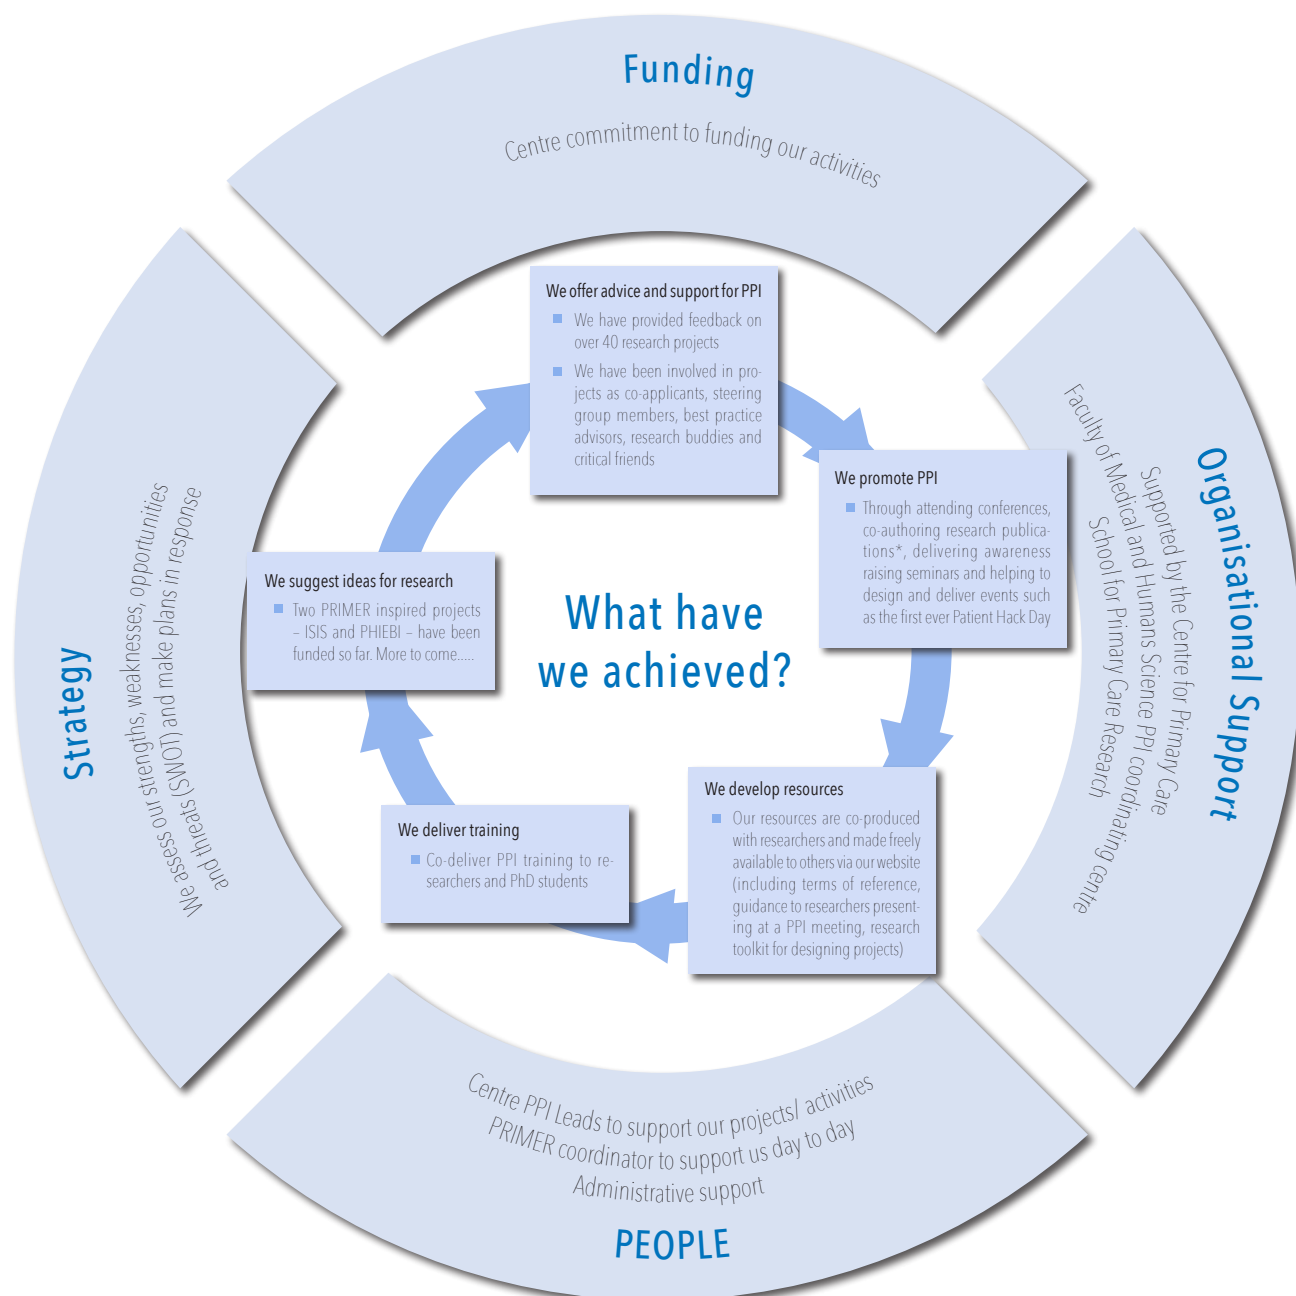 Funding
Centre commitment to funding our activities
We offer advice and support for PPI
We have provided feedback on
over 40 research projects
We have been involved in pro-
jects as co-applicants, steering
group members, best practice
advisors, research buddies and
critical friends
We promote PPI
Through attending conferences,
co-authoring research publica-
tions*, delivering awareness
raising seminars and helping to
design and deliver events such
as the first ever Patient Hack Day
Organisational Support
Supported by the Centre for Primary Care
Faculty of Medical and Humans Science PPI coordinating centre
School for Primary Care Research
What have
we achieved?
We suggest ideas for research
Two PRIMER inspired projects
– ISIS and PHIEBI – have been
funded so far. More to come.....
Strategy
We assess our strengths, weaknesses, opportunities
and threat (SWOT) and make plans in response
We develop resources
Our resources are co-produced
with researchers and made freely
available to others via our website
(including terms of reference,
guidance to researchers present-
ing at a PPI meeting, research
toolkit for designing projects)
We deliver training
Co-deliver PPI training to re-
searchers and PhD students
Centre PPI Leads to support our projects/ activities
PRIMER coordinator to support us day to day
Administrative support
PEOPLE